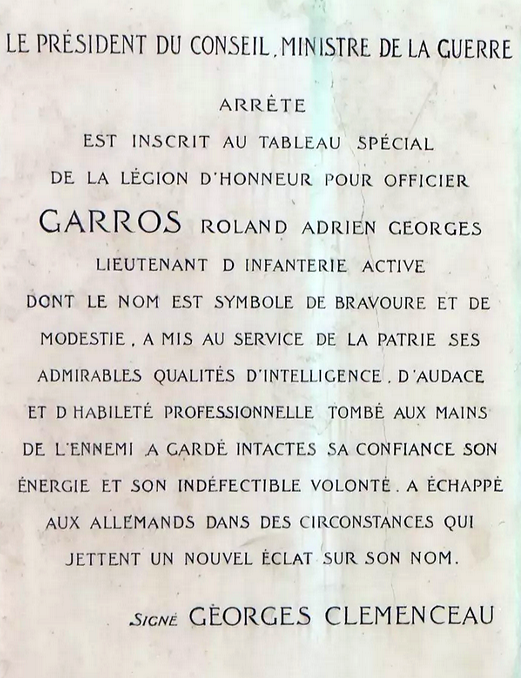 LE PRÉSIDENT DU CONSEIL, MINISTRE DE LA GUERRE
ARRÊTE
EST INSCRIT AU TABLEAU SPÉCIAL
DE LA LÉGION D'HONNEUR POUR OFFICIER
GARROS ROLAND ADRIEN GEORGES
LIEUTENANT D INFANTERIE ACTIVE
DONT LE NOM EST SYMBOLE DE BRAVOURE ET DE
MODESTIE, A MIS AU SERVICE DE LA PATRIE SES
ADMIRABLES QUALITÉS D'INTELLIGENCE, D'AUDACE
ET D HABILETÉ PROFESSIONNELLE TOMBÉ AUX MAINS
DE L'ENNEMI A GARDÉ INTACTES SA CONFIANCE SON
ÉNERGIE ET SON INDÉFECTIBLE VOLONTÉ. A ÉCHAPPÉ
AUX ALLEMANDS DANS DES CIRCONSTANCES QUI
JETTENT UN NOUVEL ÉCLAT SUR SON NOM.
SIGNÉ GÉORGES CLEMENCEAU